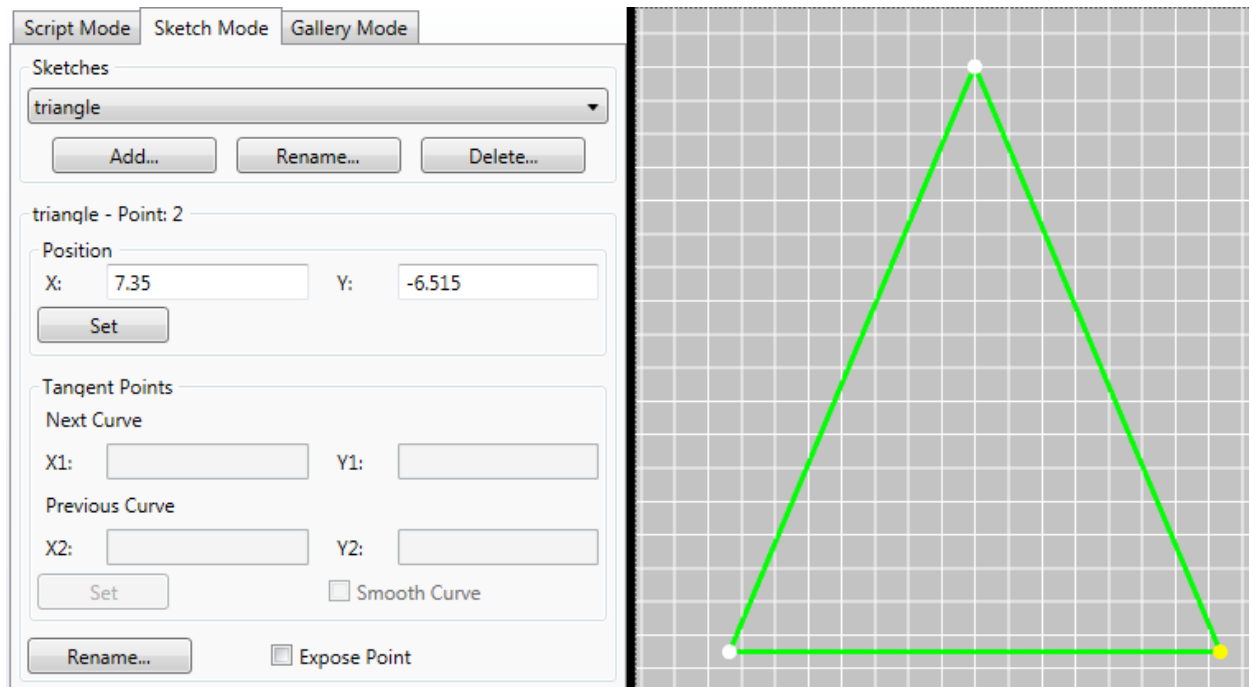 Script Mode Sketch Mode Gallery Mode
Sketches
triangle
Add... Rename... Delete...
triangle - Point: 2
Position
X: 7.35 Y: -6.515
Set
Tangent Points
Next Curve
X1: Y1:
Previous Curve
X2: Y2:
Set Smooth Curve
Rename... Expose Point